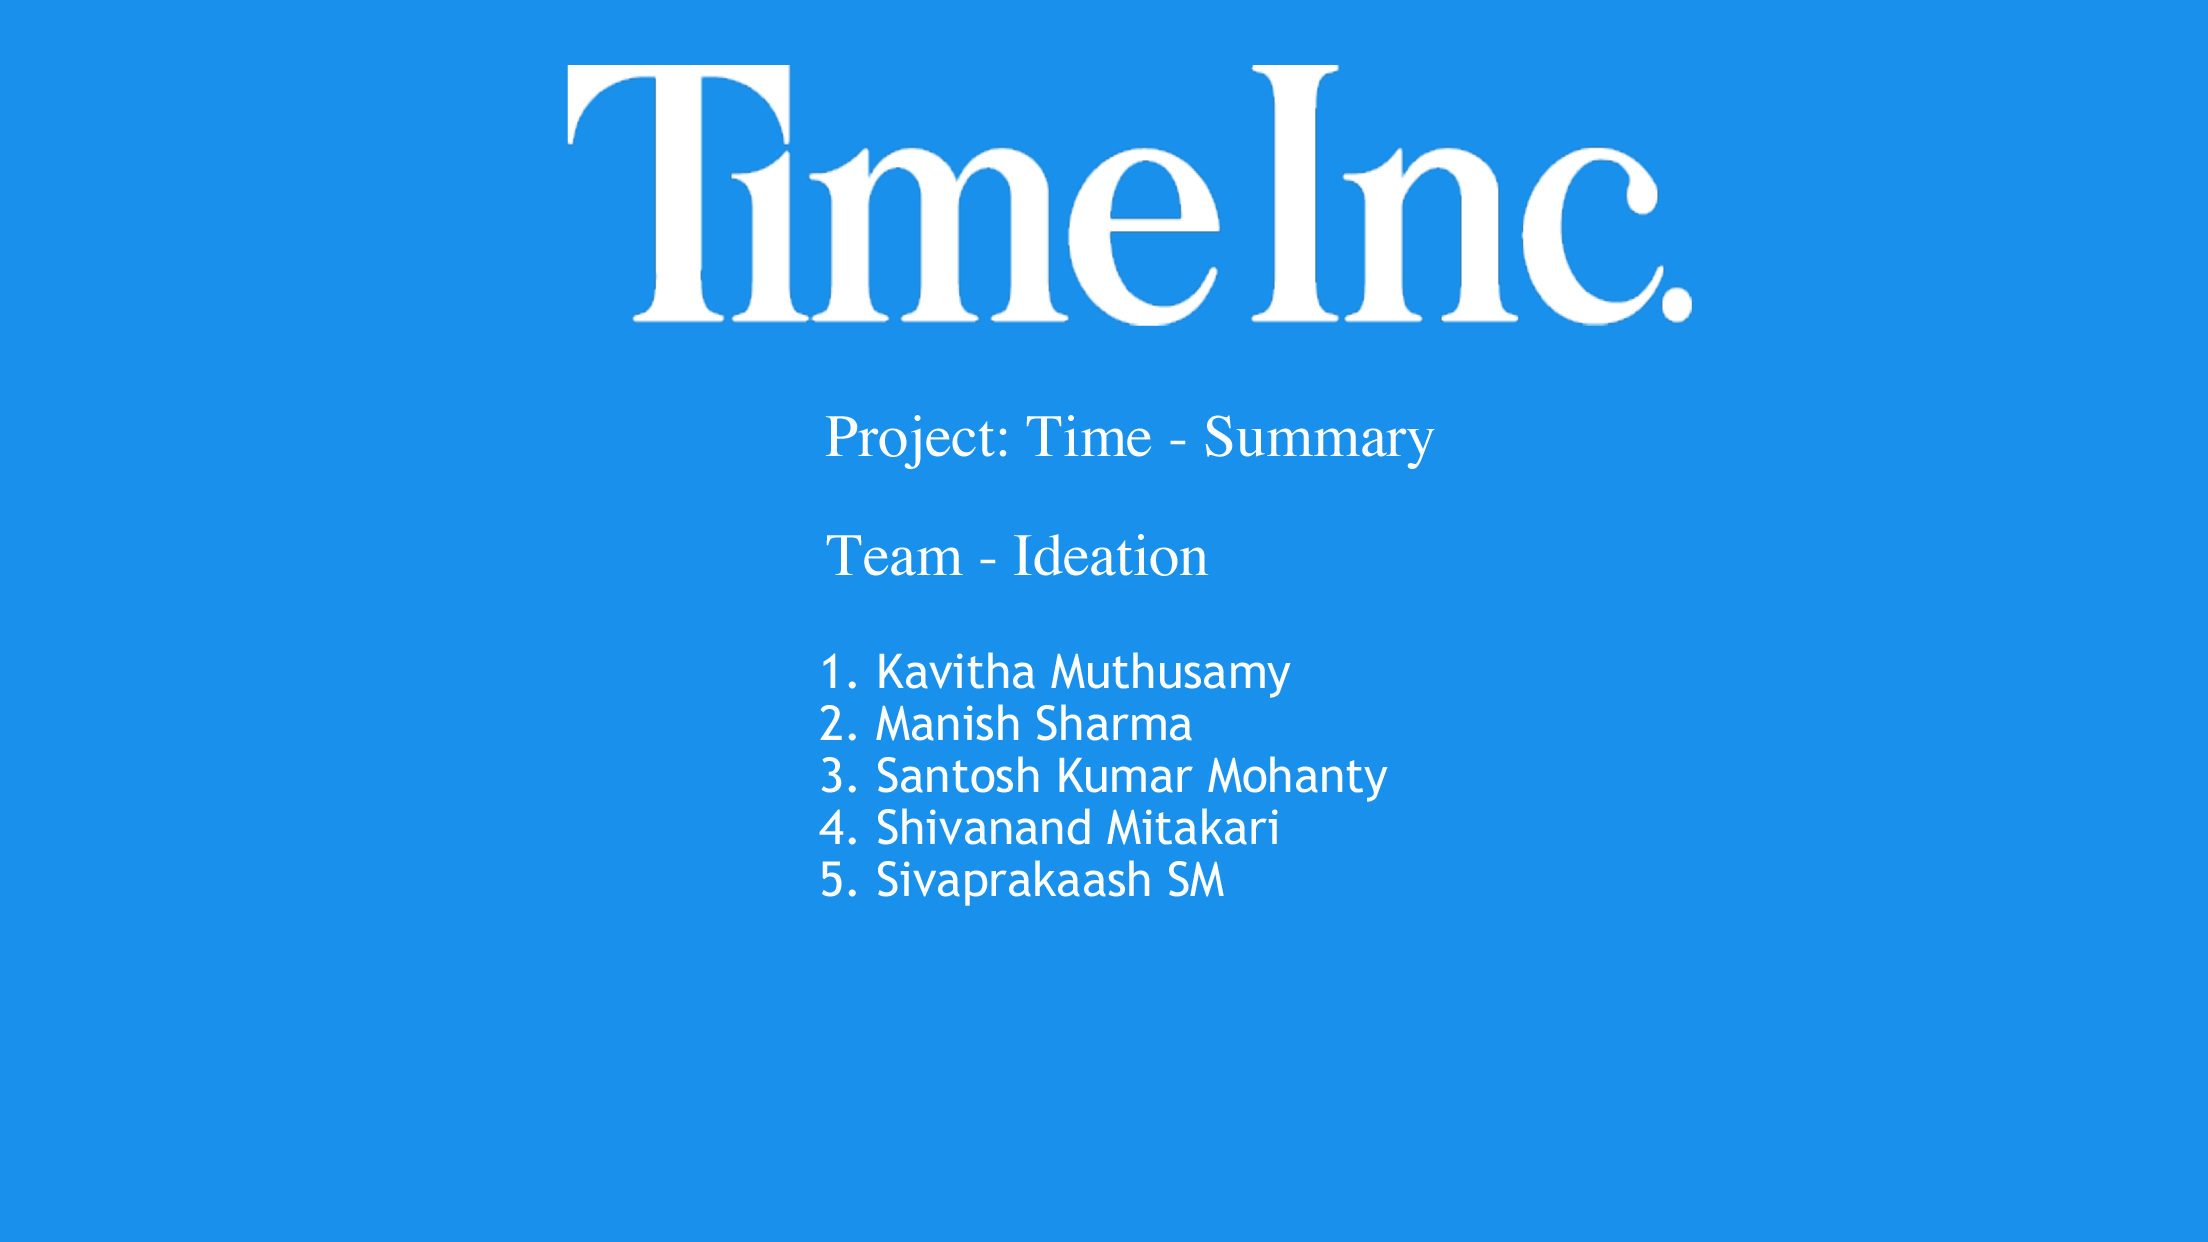 Time Inc.
Project: Time - Summary
Team - Ideation
1. Kavitha Muthusamy
2. Manish Sharma
3. Santosh Kumar Mohanty
4. Shivanand Mitakari
5. Sivaprakaash SM